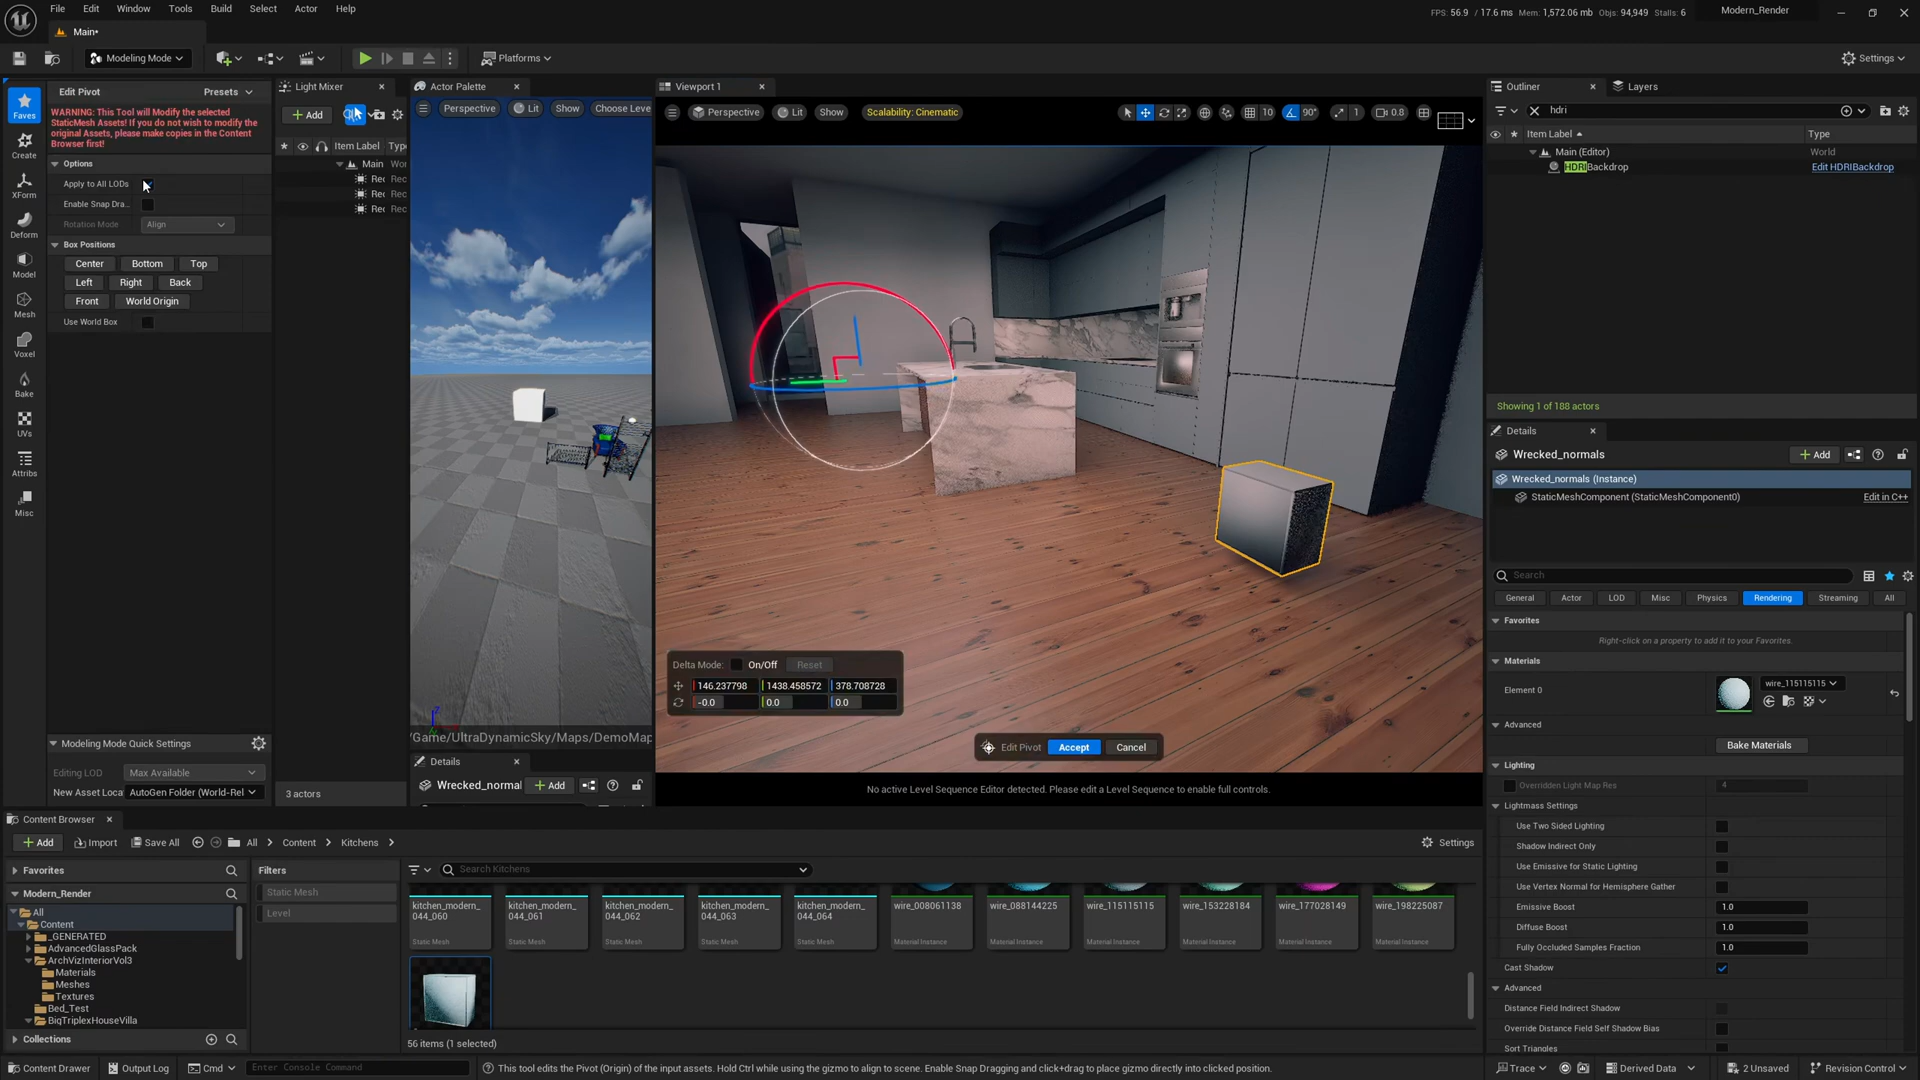 File Edit Window Tools Build Select Actor Help
FPS: 56.9 / 17.6 ms Mem: 1,572.06 mb Objs: 94,949 Stalls: 6
Modern_Render
Main*
Modeling Mode
Platforms
Settings
Edit Pivot
Presets
WARNING: This Tool will Modify the selected
StaticMesh Assets! If you do not wish to modify the
original Assets, please make copies in the Content
Browser first!
Options
Apply to All LODs
Enable Snap Dra...
Rotation Mode Align
Box Positions
Center Bottom Top
Left Right Back
Front World Origin
Use World Box
Faves
Create
XForm
Deform
Model
Mesh
Voxel
Bake
UVs
Attribs
Misc
Modeling Mode Quick Settings
Editing LOD Max Available
New Asset Loca AutoGen Folder (World-Rel
Light Mixer
Add
Item Label Typ
Main Wor
Rec Rec
Rec Rec
Rec Rec
3 actors
Actor Palette
Perspective Lit Show Choose Leve
Z
/Game/UltraDynamicSky/Maps/DemoMap
Details
Wrecked_normal
Add
Viewport 1
Perspective Lit Show Scalability: Cinematic
10 90° 1 0.8
Delta Mode: On/Off Reset
146.237798 1438.458572 378.708728
-0.0 0.0 0.0
Edit Pivot Accept Cancel
No active Level Sequence Editor detected. Please edit a Level Sequence to enable full controls.
Outliner Layers
hdri
Item Label Type
Main (Editor) World
HDRIBackdrop Edit HDRIBackdrop
Showing 1 of 188 actors
Details
Wrecked_normals
Add
Wrecked_normals (Instance)
StaticMeshComponent (StaticMeshComponent0) Edit in C++
Search
General Actor LOD Misc Physics Rendering Streaming All
Favorites
Right-click on a property to add it to your Favorites.
Materials
Element 0 wire_115115115
Advanced
Bake Materials
Lighting
Overridden Light Map Res 4
Lightmass Settings
Use Two Sided Lighting
Shadow Indirect Only
Use Emissive for Static Lighting
Use Vertex Normal for Hemisphere Gather
Emissive Boost 1.0
Diffuse Boost 1.0
Fully Occluded Samples Fraction 1.0
Cast Shadow
Advanced
Distance Field Indirect Shadow
Override Distance Field Self Shadow Bias
Sort Triangles
Content Browser
Add Import Save All All Content Kitchens Settings
Favorites
Modern_Render
All
Content
_GENERATED
AdvancedGlassPack
ArchVizInteriorVol3
Materials
Meshes
Textures
Bed_Test
BigTriplexHouseVilla
Collections
Filters
Static Mesh
Level
Search Kitchens
kitchen_modern_
044_060
Static Mesh
kitchen_modern_
044_061
Static Mesh
kitchen_modern_
044_062
Static Mesh
kitchen_modern_
044_063
Static Mesh
kitchen_modern_
044_064
Static Mesh
wire_008061138
Material Instance
wire_088144225
Material Instance
wire_115115115
Material Instance
wire_153228184
Material Instance
wire_177028149
Material Instance
wire_198225087
Material Instance
56 items (1 selected)
Content Drawer Output Log Cmd Enter Console Command
This tool edits the Pivot (Origin) of the input assets. Hold Ctrl while using the gizmo to align to scene. Enable Snap Dragging and click+drag to place gizmo directly into clicked position.
Trace Derived Data 2 Unsaved Revision Control